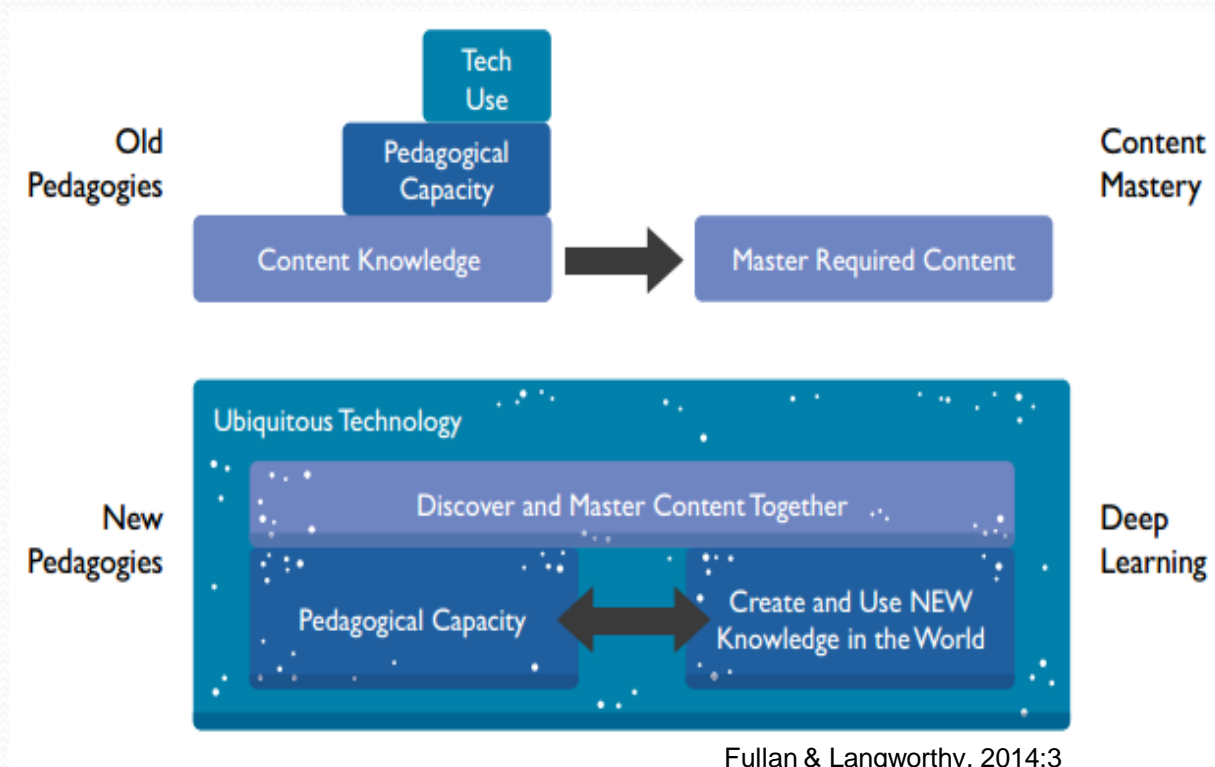 Tech
Use
Old
Pedagogies
Pedagogical
Capacity
Content
Mastery
Content Knowledge
Master Required Content
Ubiquitous Technology
Discover and Master Content Together
New
Pedagogies
Deep
Learning
Pedagogical Capacity
Create and Use NEW
Knowledge in the World
Fullan & Langworthy, 2014:3